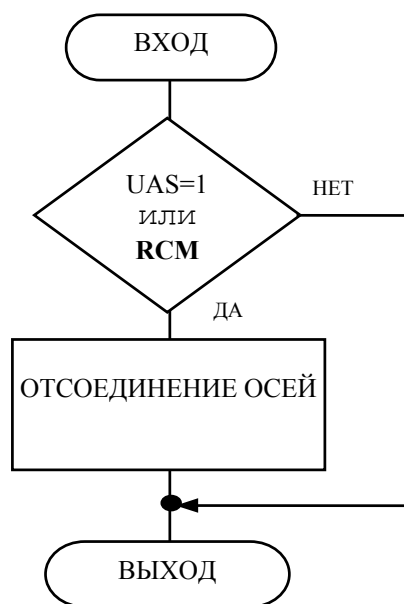 ВХОД
UAS=1
ИЛИ
RCM
НЕТ
ДА
ОТСОЕДИНЕНИЕ ОСЕЙ
ВЫХОД